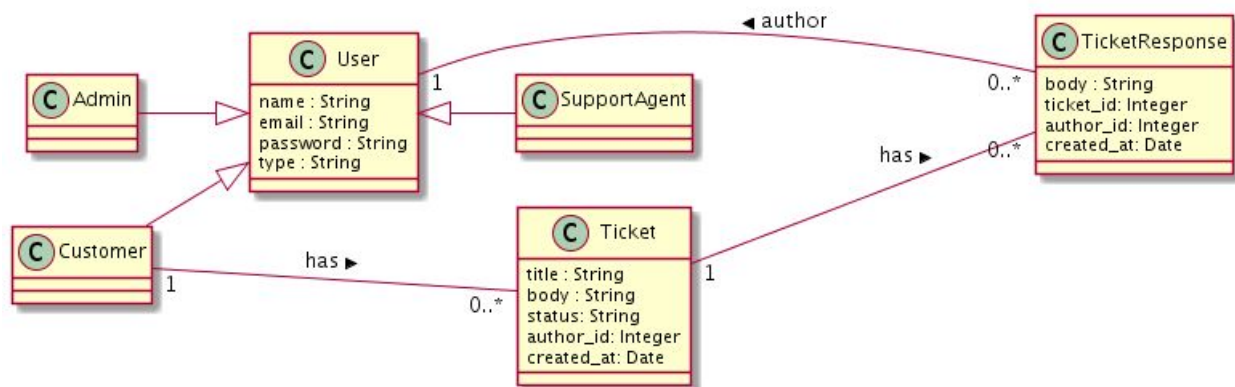 ◄ author
C TicketResponse
body : String
ticket_id: Integer
author_id: Integer
created_at: Date
C User
name : String
email : String
password : String
type : String
1
0..*
C Admin
C SupportAgent
has ►
0..*
C Customer
1
has ►
0..*
C Ticket
title : String
body : String
status: String
author_id: Integer
created_at: Date
1